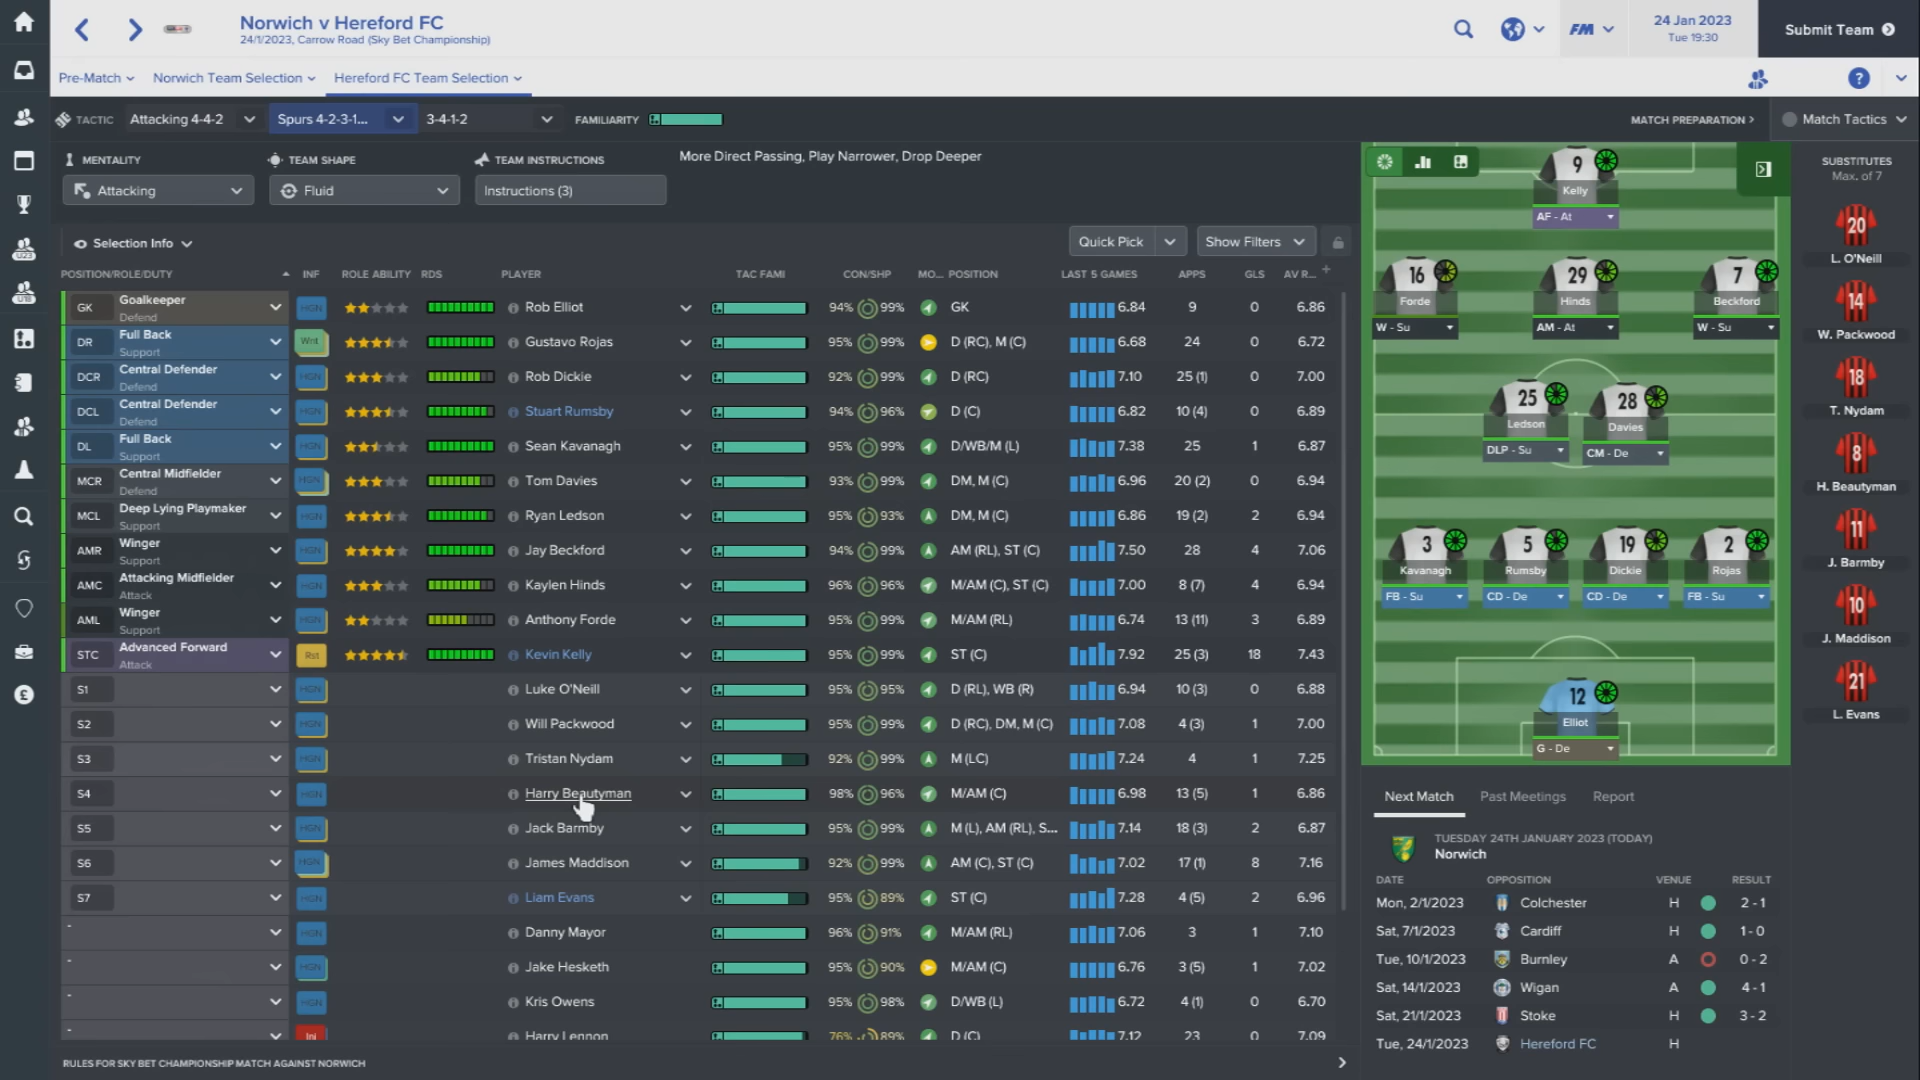 Norwich v Hereford FC
24/1/2023, Carrow Road (Sky Bet Championship)
FM
24 Jan 2023
Tue 19:30
Submit Team
Pre-Match
Norwich Team Selection
Hereford FC Team Selection
?
TACTIC
Attacking 4-4-2
Spurs 4-2-3-1...
3-4-1-2
FAMILIARITY
MATCH PREPARATION >
Match Tactics
MENTALITY
TEAM SHAPE
TEAM INSTRUCTIONS
More Direct Passing, Play Narrower, Drop Deeper
Attacking
Fluid
Instructions (3)
Selection Info
Quick Pick
Show Filters
POSITION/ROLE/DUTY INF ROLE ABILITY RDS PLAYER TAC FAMI CON/SHP MO... POSITION LAST 5 GAMES APPS GLS AV R... +
GK Goalkeeper Defend HGN Rob Elliot 94% 99% GK 6.84 9 0 6.86
DR Full Back Support Wnt Gustavo Rojas 95% 99% D (RC), M (C) 6.68 24 0 6.72
DCR Central Defender Defend HGN Rob Dickie 92% 99% D (RC) 7.10 25 (1) 0 7.00
DCL Central Defender Defend HGN Stuart Rumsby 94% 96% D (C) 6.82 10 (4) 0 6.89
DL Full Back Support HGN Sean Kavanagh 95% 99% D/WB/M (L) 7.38 25 1 6.87
MCR Central Midfielder Defend HGN Tom Davies 93% 99% DM, M (C) 6.96 20 (2) 0 6.94
MCL Deep Lying Playmaker Support HGN Ryan Ledson 95% 93% DM, M (C) 6.86 19 (2) 2 6.94
AMR Winger Support HGN Jay Beckford 94% 99% AM (RL), ST (C) 7.50 28 4 7.06
AMC Attacking Midfielder Attack HGN Kaylen Hinds 96% 96% M/AM (C), ST (C) 7.00 8 (7) 4 6.94
AML Winger Support HGN Anthony Forde 95% 99% M/AM (RL) 6.74 13 (11) 3 6.89
STC Advanced Forward Attack Rst Kevin Kelly 95% 99% ST (C) 7.92 25 (3) 18 7.43
S1 HGN Luke O'Neill 95% 95% D (RL), WB (R) 6.94 10 (3) 0 6.88
S2 HGN Will Packwood 95% 99% D (RC), DM, M (C) 7.08 4 (3) 1 7.00
S3 HGN Tristan Nydam 92% 99% M (LC) 7.24 4 1 7.25
S4 HGN Harry Beautyman 98% 96% M/AM (C) 6.98 13 (5) 1 6.86
S5 HGN Jack Barmby 95% 99% M (L), AM (RL), S... 7.14 18 (3) 2 6.87
S6 HGN James Maddison 92% 99% AM (C), ST (C) 7.02 17 (1) 8 7.16
S7 HGN Liam Evans 95% 89% ST (C) 7.28 4 (5) 2 6.96
- HGN Danny Mayor 96% 91% M/AM (RL) 7.06 3 1 7.10
- HGN Jake Hesketh 95% 90% M/AM (C) 6.76 3 (5) 1 7.02
- HGN Kris Owens 95% 98% D/WB (L) 6.72 4 (1) 0 6.70
- Inj Harry Lennon 76% 89% D (C) 7.12 23 0 7.09
RULES FOR SKY BET CHAMPIONSHIP MATCH AGAINST NORWICH
9
Kelly
AF - At
16 29 7
Forde Hinds Beckford
W - Su AM - At W - Su
25 28
Ledson Davies
DLP - Su CM - De
3 5 19 2
Kavanagh Rumsby Dickie Rojas
FB - Su CD - De CD - De FB - Su
12
Elliot
G - De
SUBSTITUTES
Max. of 7
20
L. O'Neill
14
W. Packwood
18
T. Nydam
8
H. Beautyman
11
J. Barmby
10
J. Maddison
21
L. Evans
Next Match
Past Meetings
Report
TUESDAY 24TH JANUARY 2023 (TODAY)
Norwich
DATE OPPOSITION VENUE RESULT
Mon, 2/1/2023 Colchester H 2 - 1
Sat, 7/1/2023 Cardiff H 1 - 0
Tue, 10/1/2023 Burnley A 0 - 2
Sat, 14/1/2023 Wigan A 4 - 1
Sat, 21/1/2023 Stoke H 3 - 2
Tue, 24/1/2023 Hereford FC H